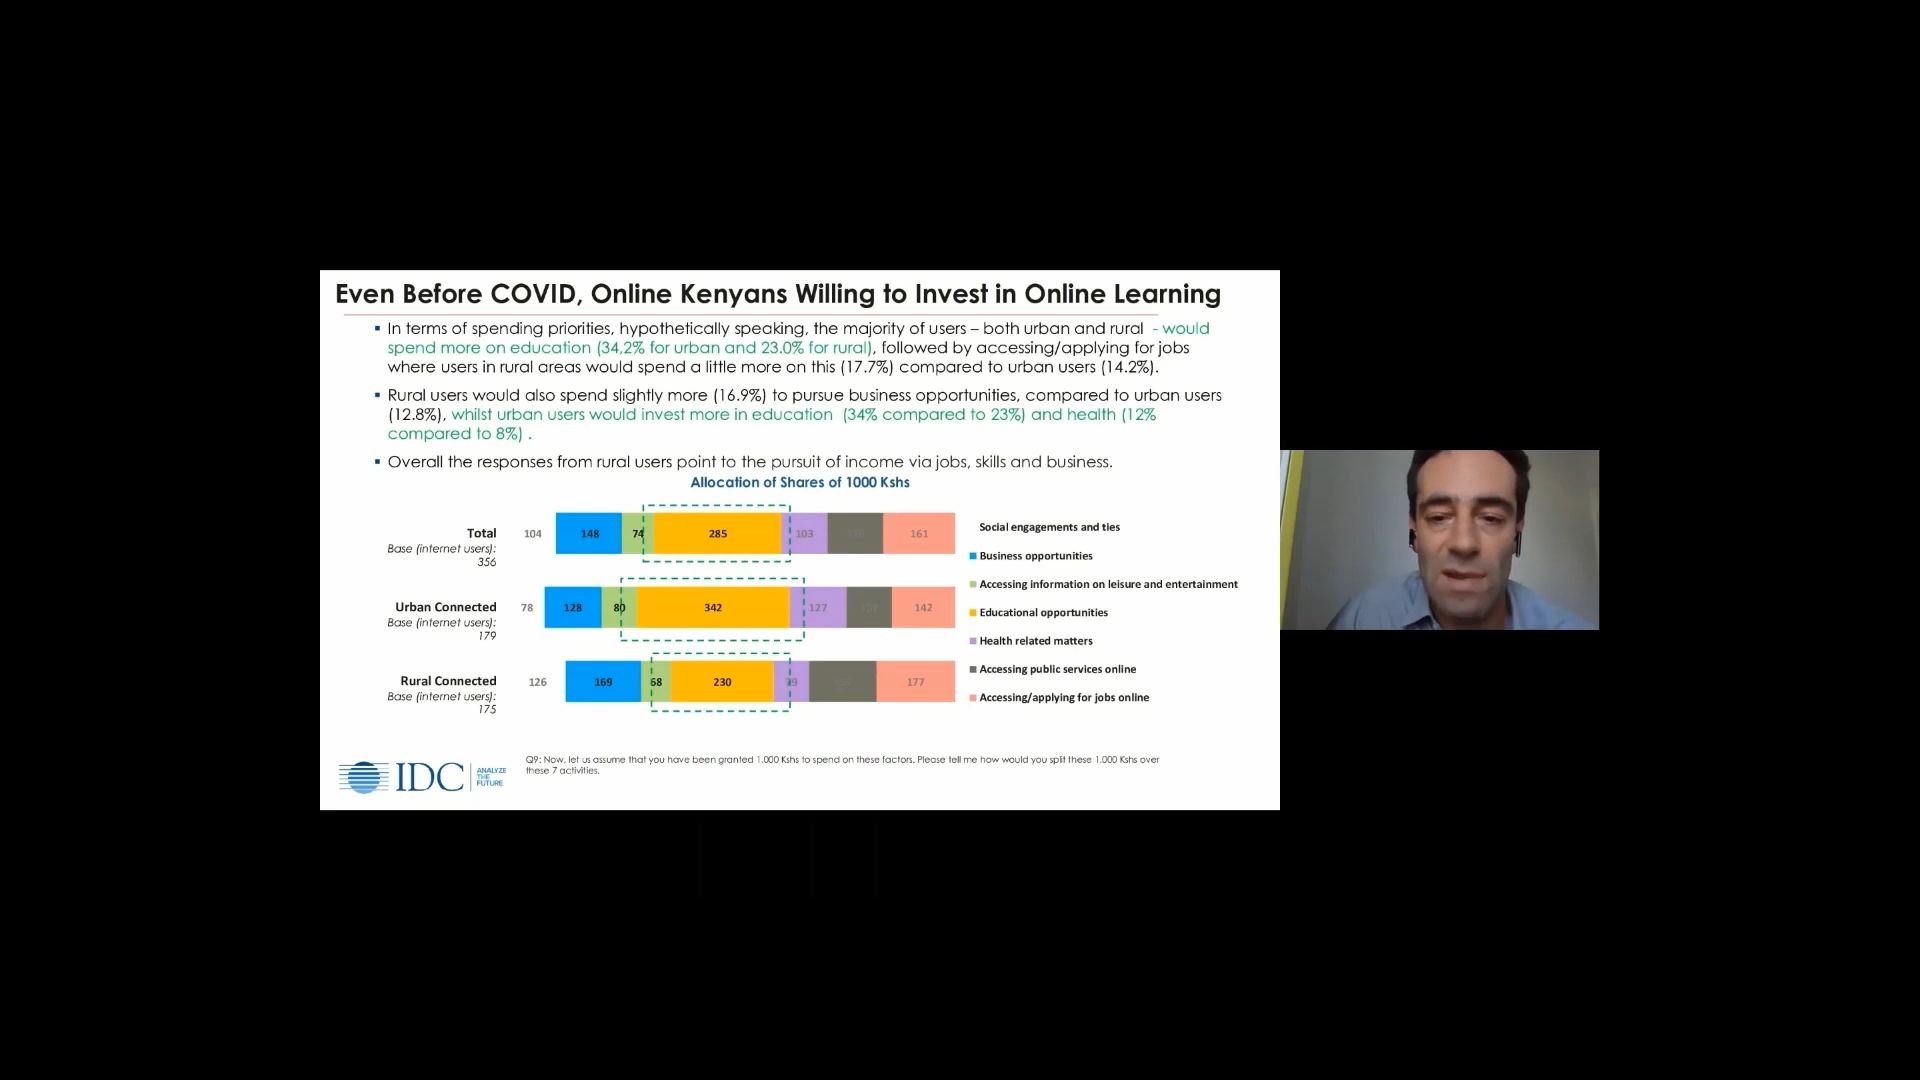 Even Before COVID, Online Kenyans Willing to Invest in Online Learning
▪ In terms of spending priorities, hypothetically speaking, the majority of users – both urban and rural - would
spend more on education (34,2% for urban and 23.0% for rural), followed by accessing/applying for jobs
where users in rural areas would spend a little more on this (17.7%) compared to urban users (14.2%).
▪ Rural users would also spend slightly more (16.9%) to pursue business opportunities, compared to urban users
(12.8%), whilst urban users would invest more in education (34% compared to 23%) and health (12%
compared to 8%) .
▪ Overall the responses from rural users point to the pursuit of income via jobs, skills and business.
Allocation of Shares of 1000 Kshs
Total
Base (internet users):
356
104 148 74 285 103 161
Urban Connected
Base (internet users):
179
78 128 80 342 127 142
Rural Connected
Base (internet users):
175
126 169 68 230 177
Social engagements and ties
Business opportunities
Accessing information on leisure and entertainment
Educational opportunities
Health related matters
Accessing public services online
Accessing/applying for jobs online
IDC
ANALYZE
THE
FUTURE
Q9: Now, let us assume that you have been granted 1,000 Kshs to spend on these factors. Please tell me how would you split these 1,000 Kshs over
these 7 activities.